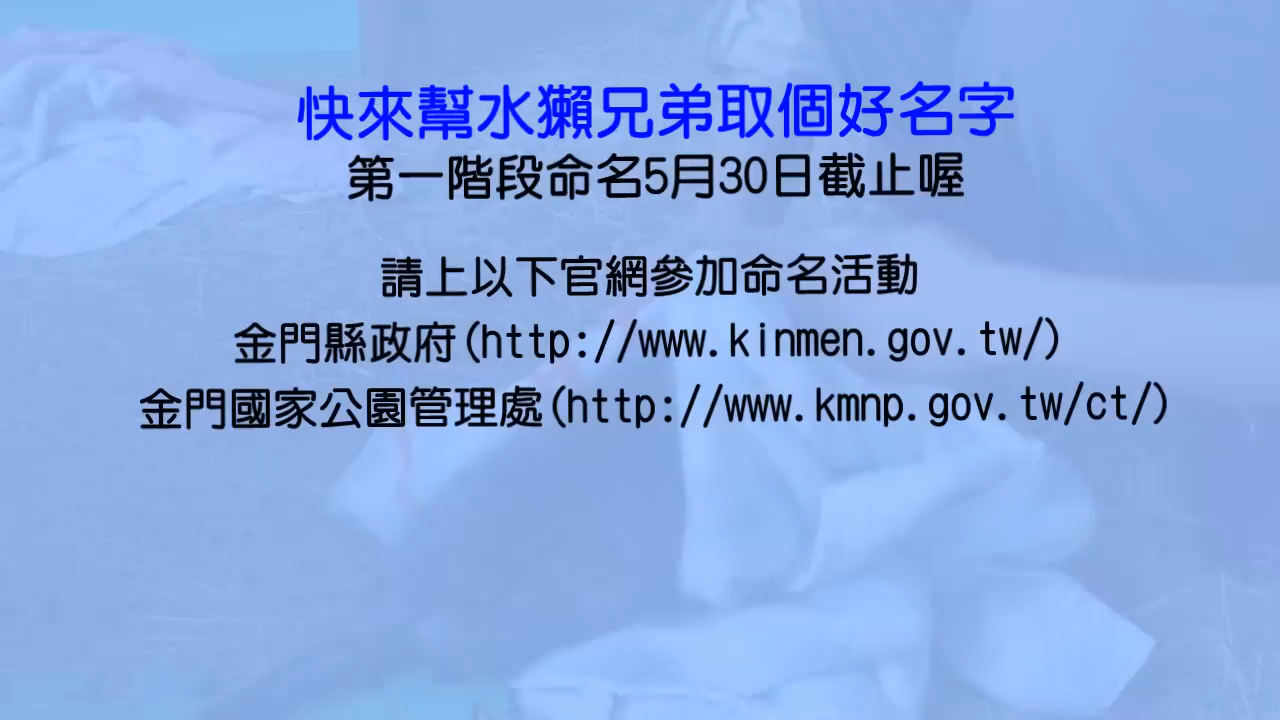 快來幫水獺兄弟取個好名字
第一階段命名5月30日截止喔
請上以下官網參加命名活動
金門縣政府(http://www.kinmen.gov.tw/)
金門國家公園管理處(http://www.kmnp.gov.tw/ct/)